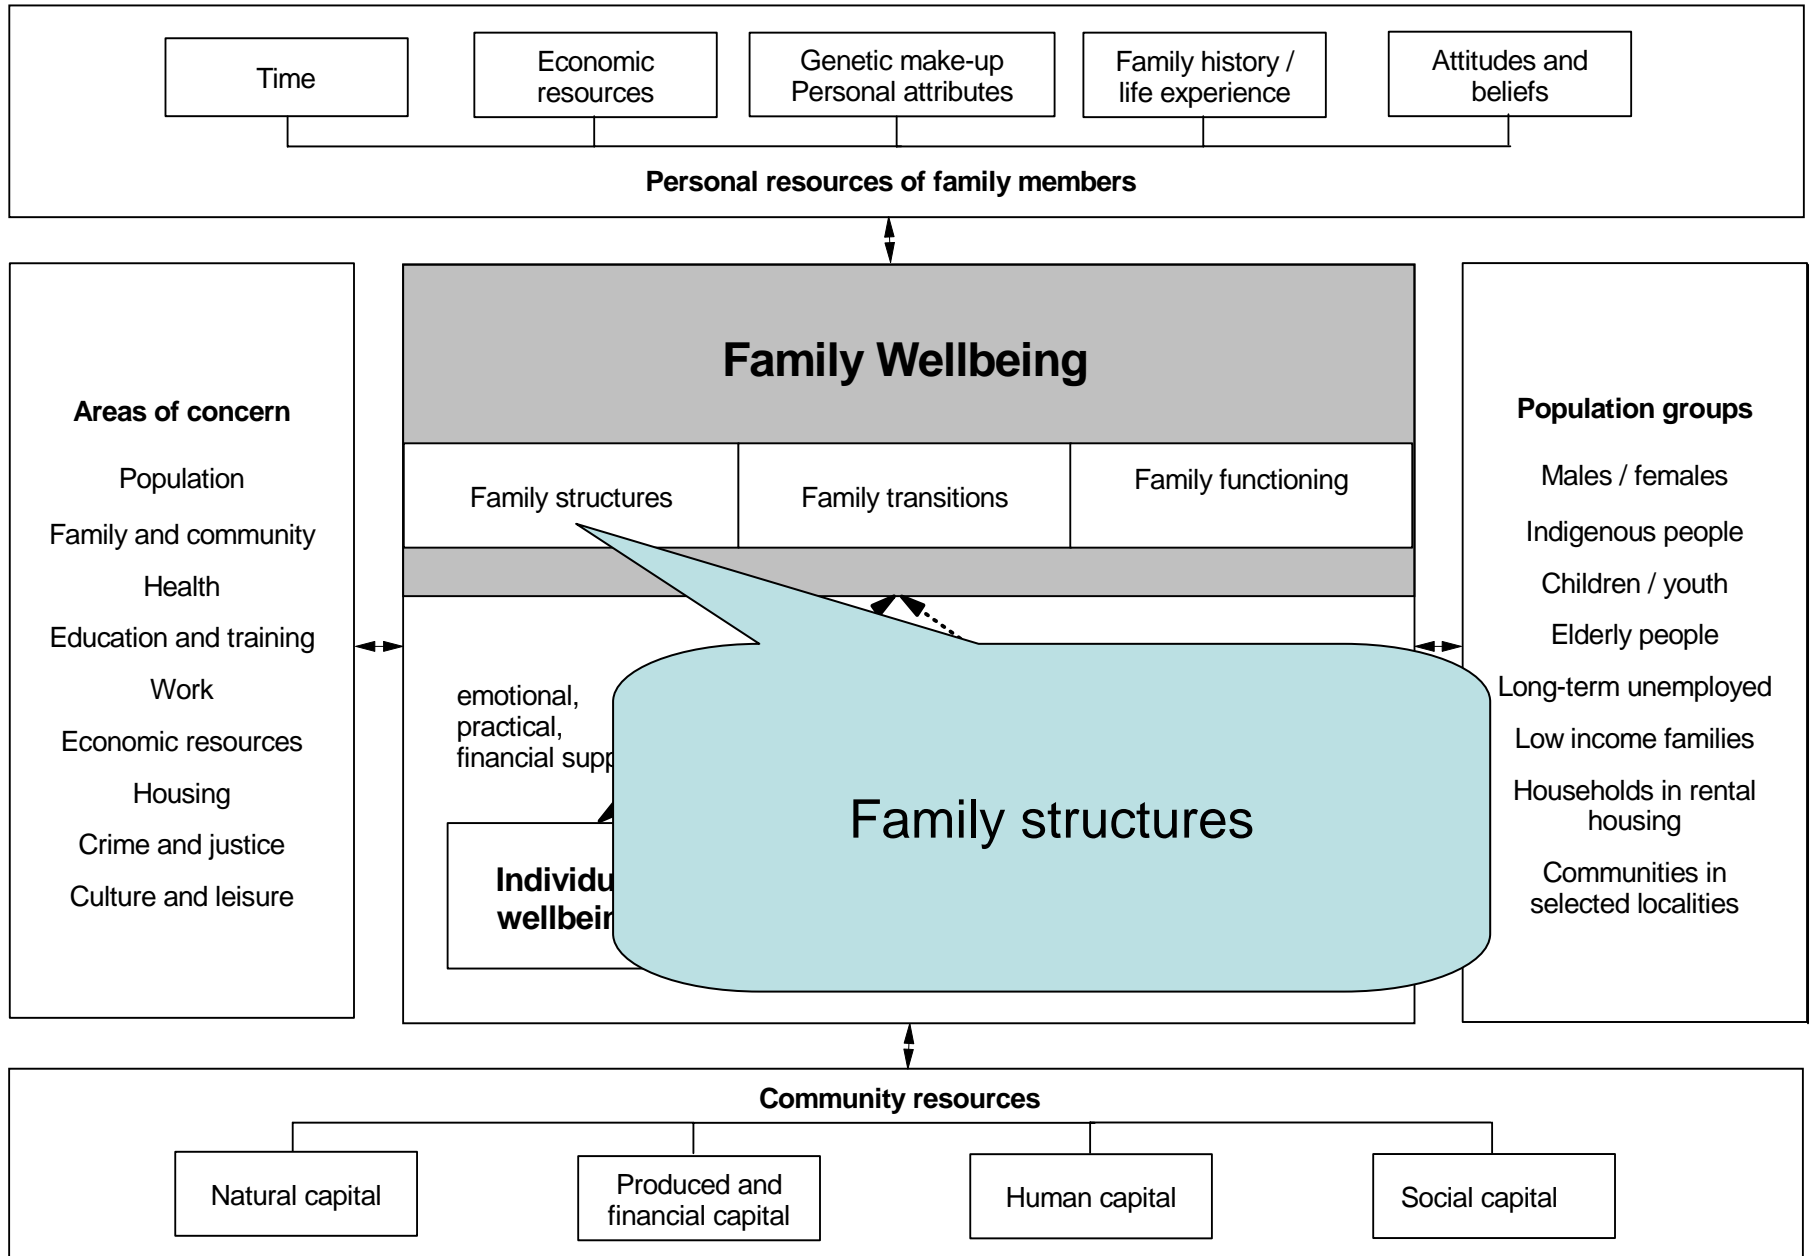 Time
Economic
resources
Genetic make-up
Personal attributes
Family history /
life experience
Attitudes and
beliefs
Personal resources of family members
Areas of concern
Population
Family and community
Health
Education and training
Work
Economic resources
Housing
Crime and justice
Culture and leisure
Family Wellbeing
Family structures
Family transitions
Family functioning
emotional,
practical,
financial
Family structures
Population groups
Males / females
Indigenous people
Children / youth
Elderly people
Long-term unemployed
Low income families
Households in rental
housing
Communities in
selected localities
Community resources
Natural capital
Produced and
financial capital
Human capital
Social capital